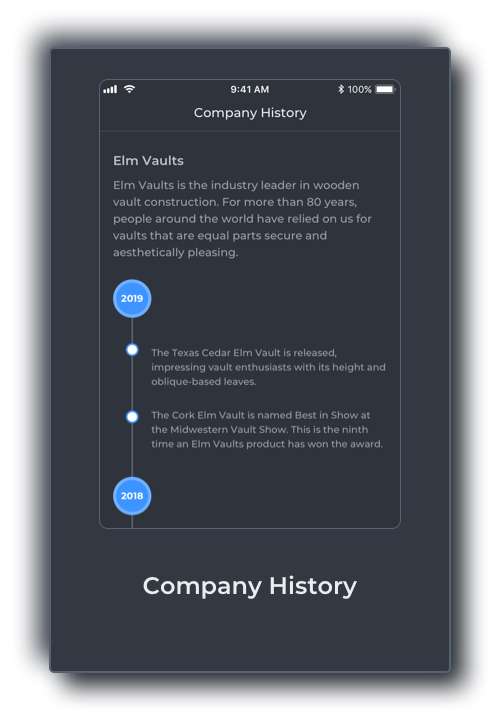 9:41 AM
100%
Company History
Elm Vaults
Elm Vaults is the industry leader in wooden
vault construction. For more than 80 years,
people around the world have relied on us for
vaults that are equal parts secure and
aesthetically pleasing.
2019
The Texas Cedar Elm Vault is released,
impressing vault enthusiasts with its height and
oblique-based leaves.
The Cork Elm Vault is named Best in Show at
the Midwestern Vault Show. This is the ninth
time an Elm Vaults product has won the award.
2018
Company History